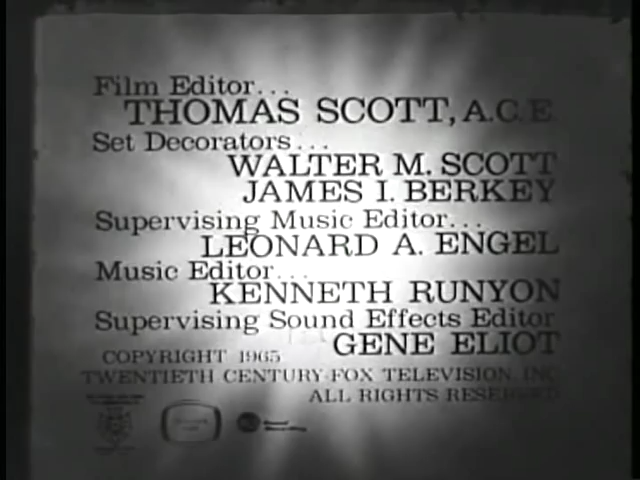 Film Editor...
THOMAS SCOTT, A.C.E.
Set Decorators...
WALTER M. SCOTT
JAMES I. BERKEY
Supervising Music Editor...
LEONARD A. ENGEL
Music Editor...
KENNETH RUNYON
Supervising Sound Effects Editor
GENE ELIOT
COPYRIGHT 1965
TWENTIETH CENTURY-FOX TELEVISION, INC.
ALL RIGHTS RESERVED